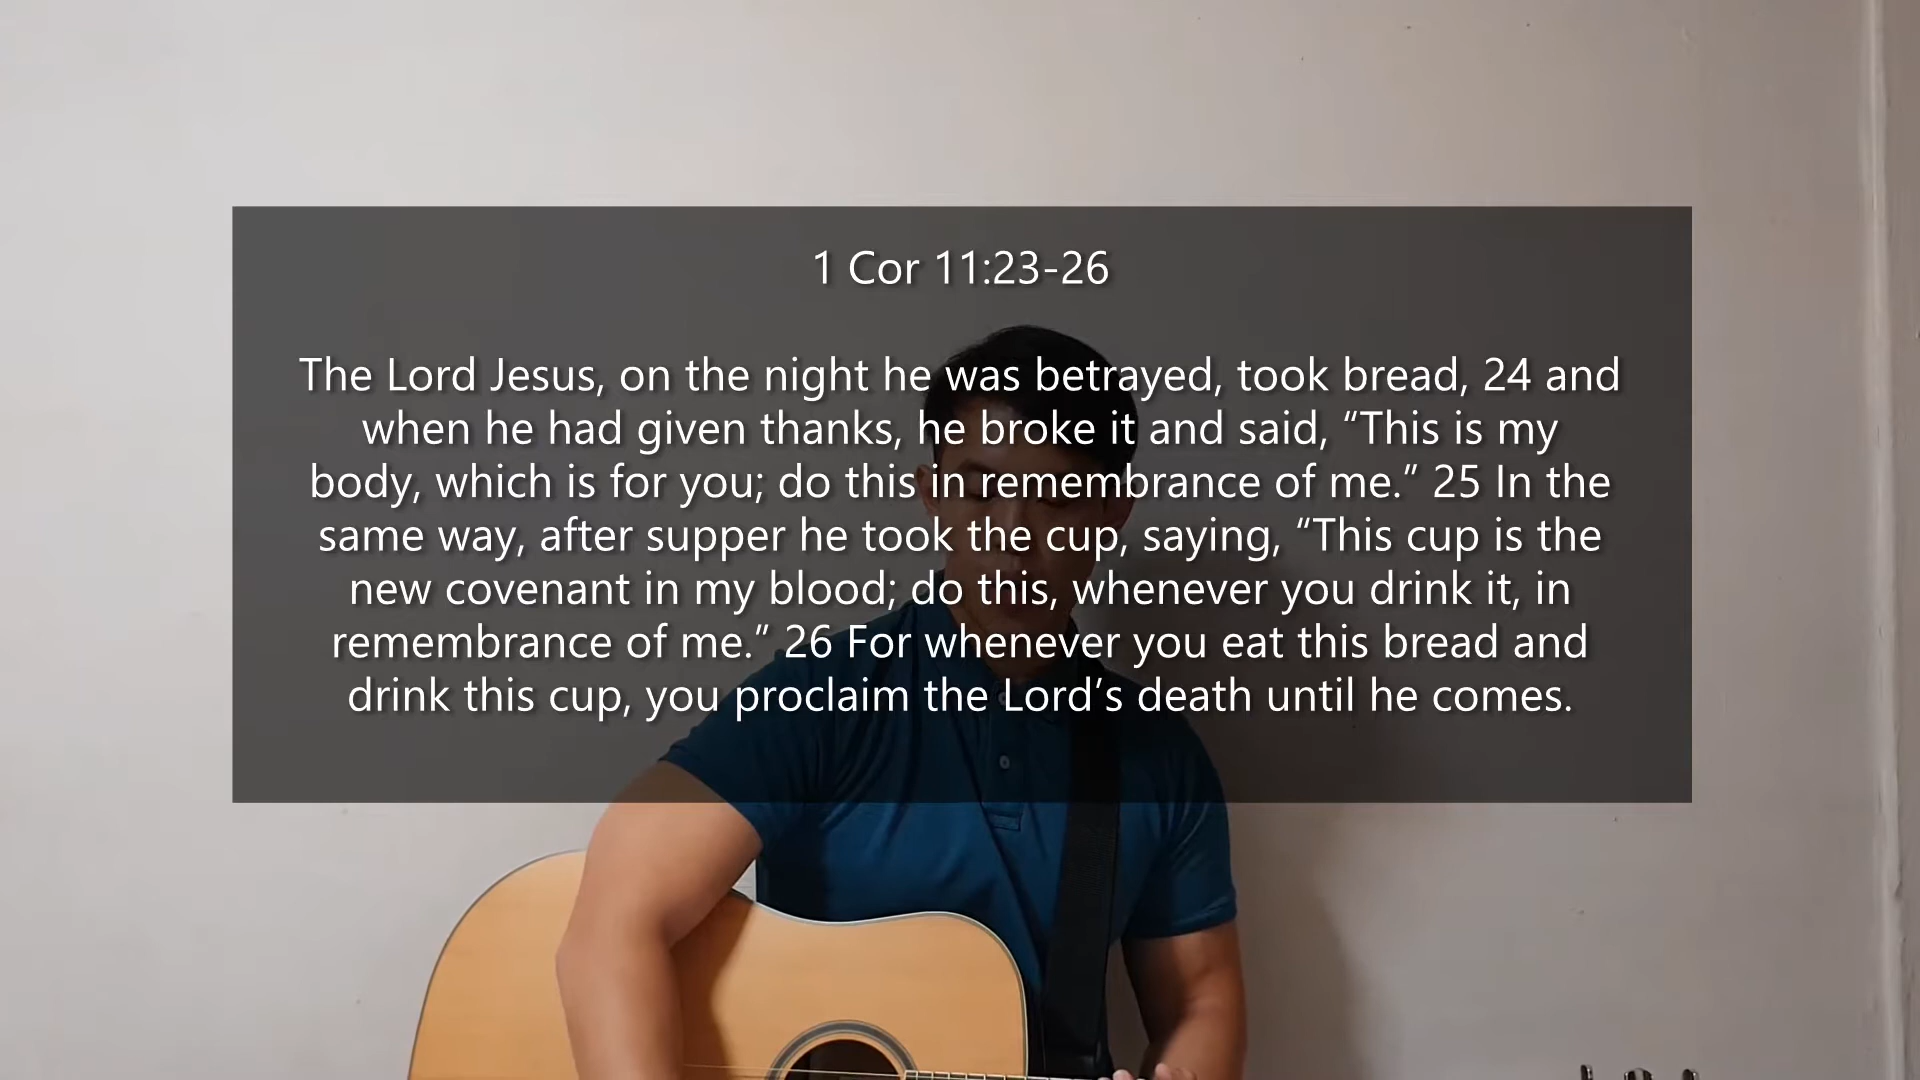 1 Cor 11:23-26
The Lord Jesus, on the night he was betrayed, took bread, 24 and
when he had given thanks, he broke it and said, “This is my
body, which is for you; do this in remembrance of me.” 25 In the
same way, after supper he took the cup, saying, “This cup is the
new covenant in my blood; do this, whenever you drink it, in
remembrance of me.” 26 For whenever you eat this bread and
drink this cup, you proclaim the Lord’s death until he comes.